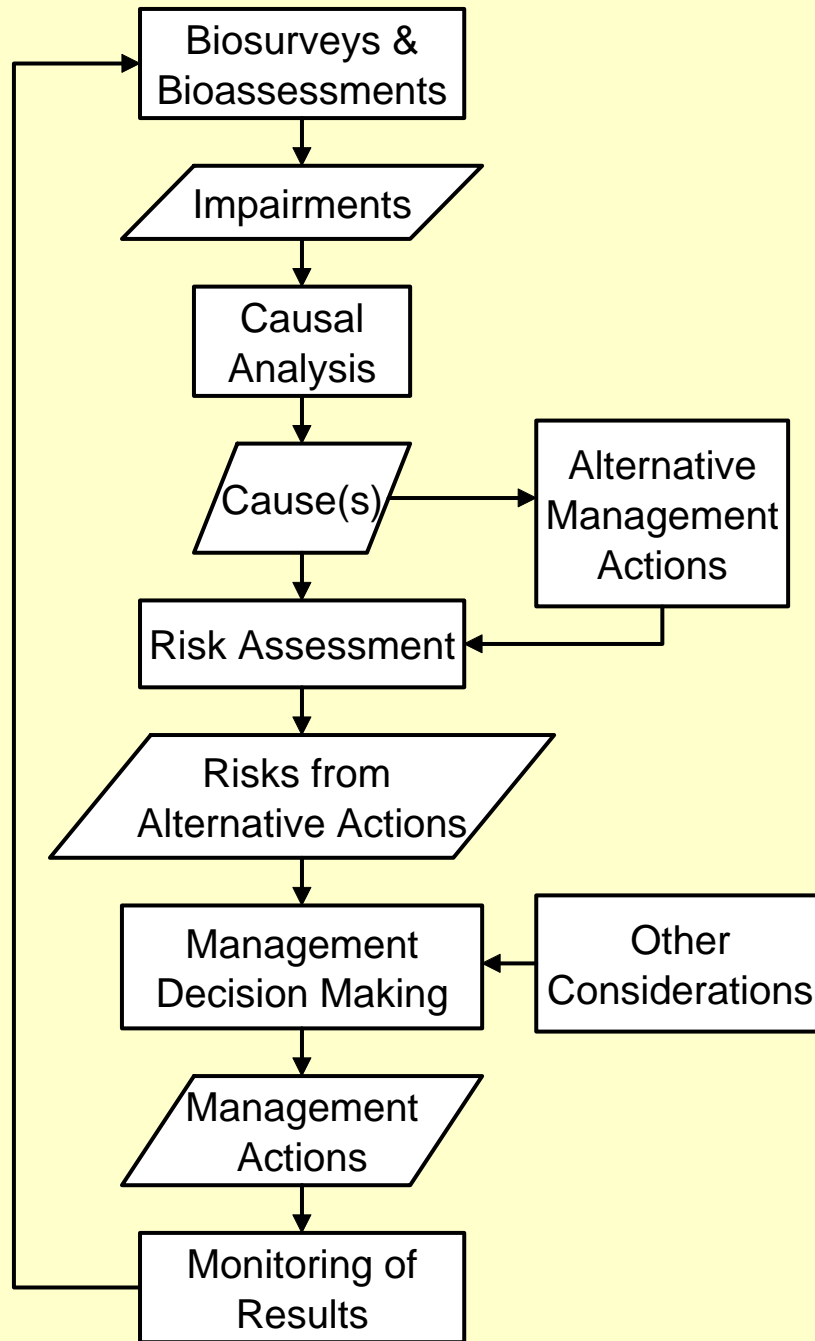 Biosurveys &
Bioassessments
Impairments
Causal
Analysis
Cause(s)
Alternative
Management
Actions
Risk Assessment
Risks from
Alternative Actions
Management
Decision Making
Other
Considerations
Management
Actions
Monitoring of
Results